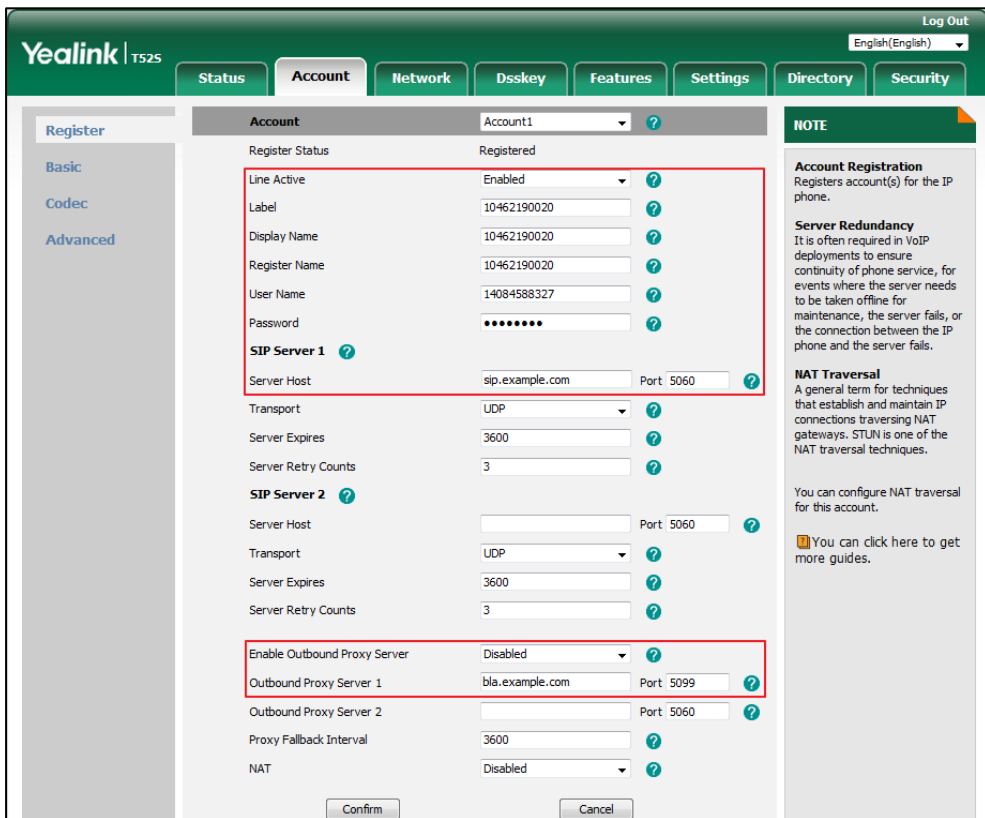 Log Out
Yealink | T52S
English(English)
Status Account Network Dsskey Features Settings Directory Security
Register
Basic
Codec
Advanced
Account Account1
Register Status Registered
Line Active Enabled
Label 10462190020
Display Name 10462190020
Register Name 10462190020
User Name 14084588327
Password ••••••••
SIP Server 1
Server Host sip.example.com Port 5060
Transport UDP
Server Expires 3600
Server Retry Counts 3
SIP Server 2
Server Host Port 5060
Transport UDP
Server Expires 3600
Server Retry Counts 3
Enable Outbound Proxy Server Disabled
Outbound Proxy Server 1 bla.example.com Port 5099
Outbound Proxy Server 2 Port 5060
Proxy Fallback Interval 3600
NAT Disabled
Confirm Cancel
NOTE
Account Registration
Registers account(s) for the IP
phone.
Server Redundancy
It is often required in VoIP
deployments to ensure
continuity of phone service, for
events where the server needs
to be taken offline for
maintenance, the server fails, or
the connection between the IP
phone and the server fails.
NAT Traversal
A general term for techniques
that establish and maintain IP
connections traversing NAT
gateways. STUN is one of the
NAT traversal techniques.
You can configure NAT traversal
for this account.
You can click here to get
more guides.